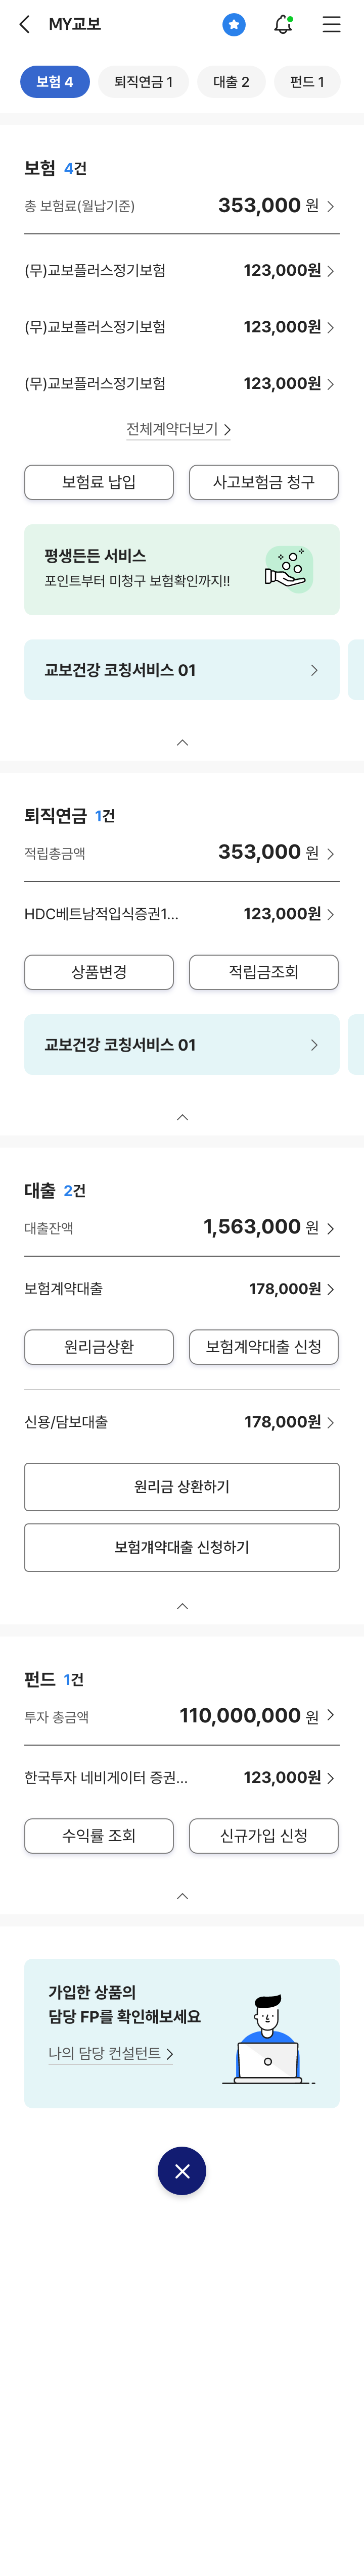 MY교보
보험 4
퇴직연금 1
대출 2
펀드 1
보험 4건
총 보험료(월납기준) 353,000 원
(무)교보플러스정기보험 123,000원
(무)교보플러스정기보험 123,000원
(무)교보플러스정기보험 123,000원
전체계약더보기
보험료 납입
사고보험금 청구
평생든든 서비스
포인트부터 미청구 보험확인까지!!
교보건강 코칭서비스 01
퇴직연금 1건
적립총금액 353,000 원
HDC베트남적입식증권1... 123,000원
상품변경
적립금조회
교보건강 코칭서비스 01
대출 2건
대출잔액 1,563,000 원
보험계약대출 178,000원
원리금상환
보험계약대출 신청
신용/담보대출 178,000원
원리금 상환하기
보험걔약대출 신청하기
펀드 1건
투자 총금액 110,000,000 원
한국투자 네비게이터 증권... 123,000원
수익률 조회
신규가입 신청
가입한 상품의
담당 FP를 확인해보세요
나의 담당 컨설턴트